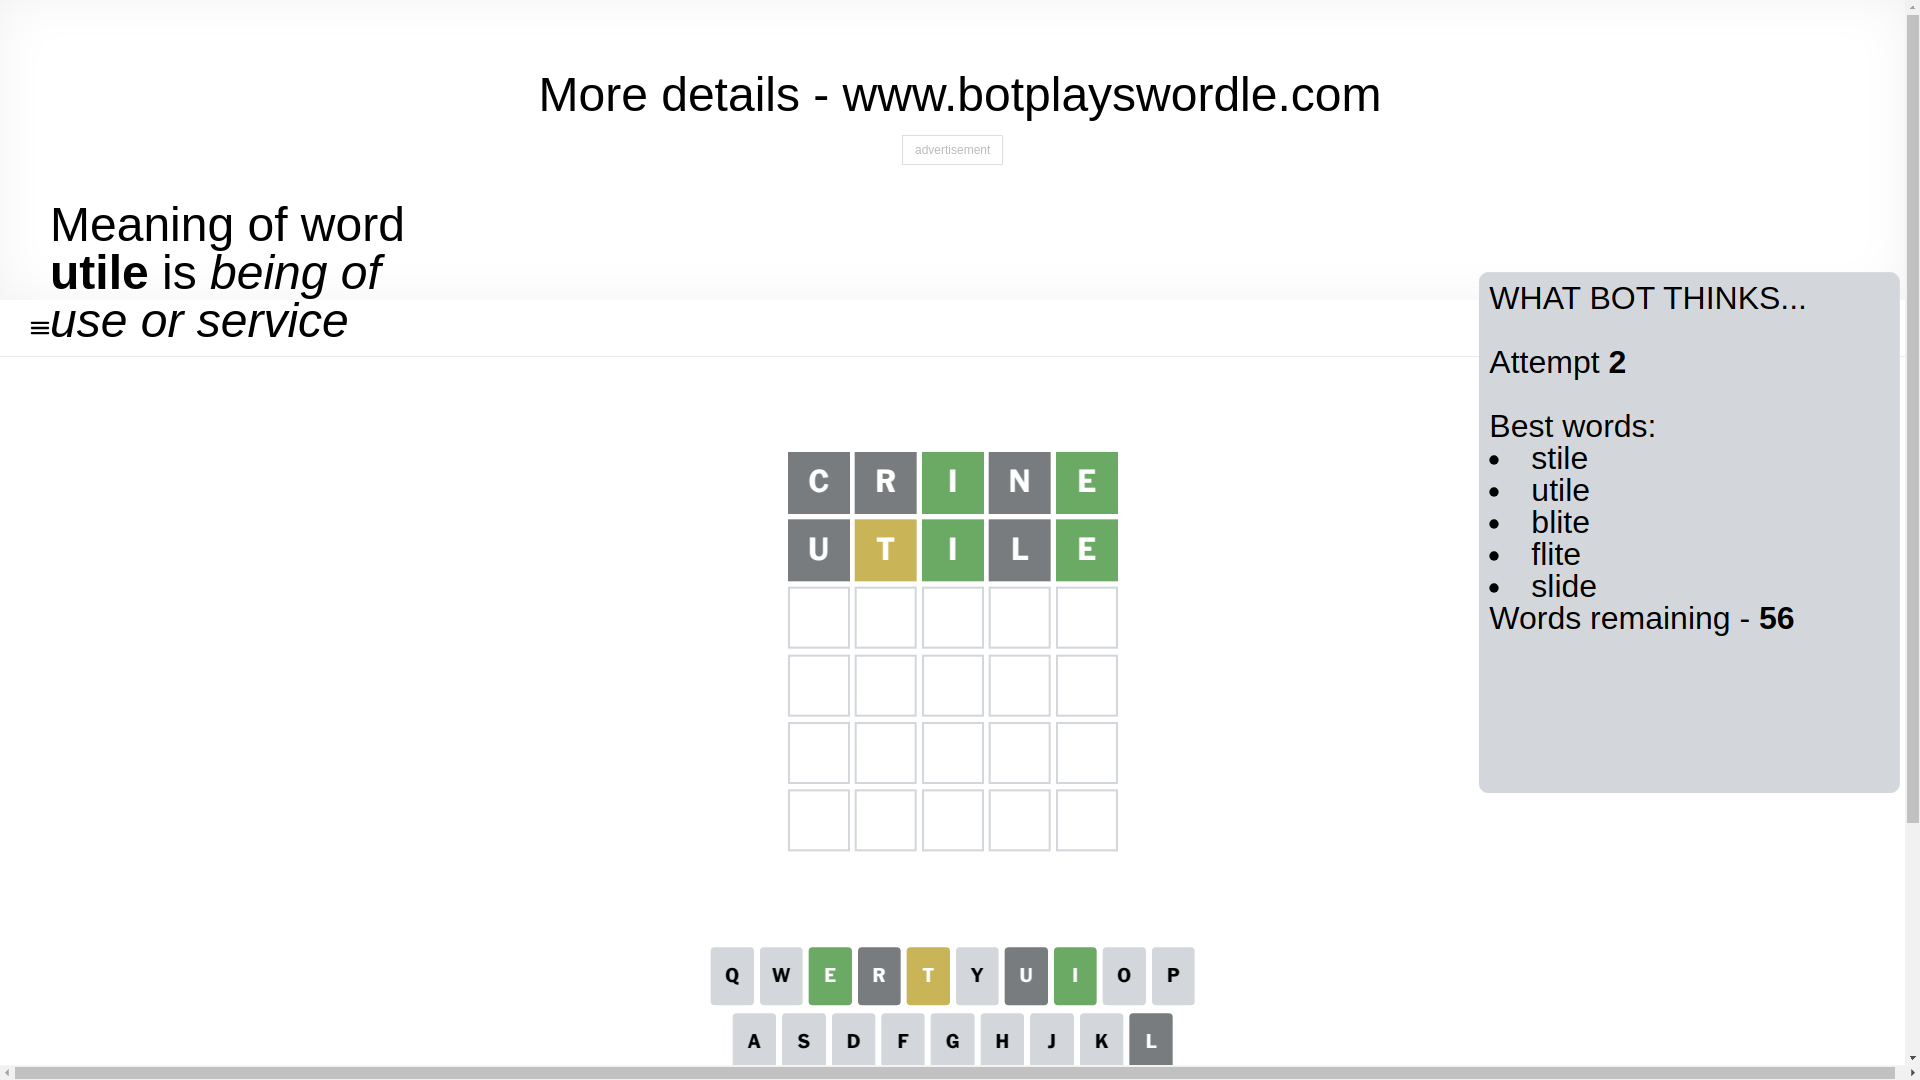 More details - www.botplayswordle.com
advertisement
Meaning of word
utile is being of
use or service
WHAT BOT THINKS...
Attempt 2
Best words:
• stile
• utile
• blite
• flite
• slide
Words remaining - 56
C R I N E
U T I L E
Q W E R T Y U I O P
A S D F G H J K L